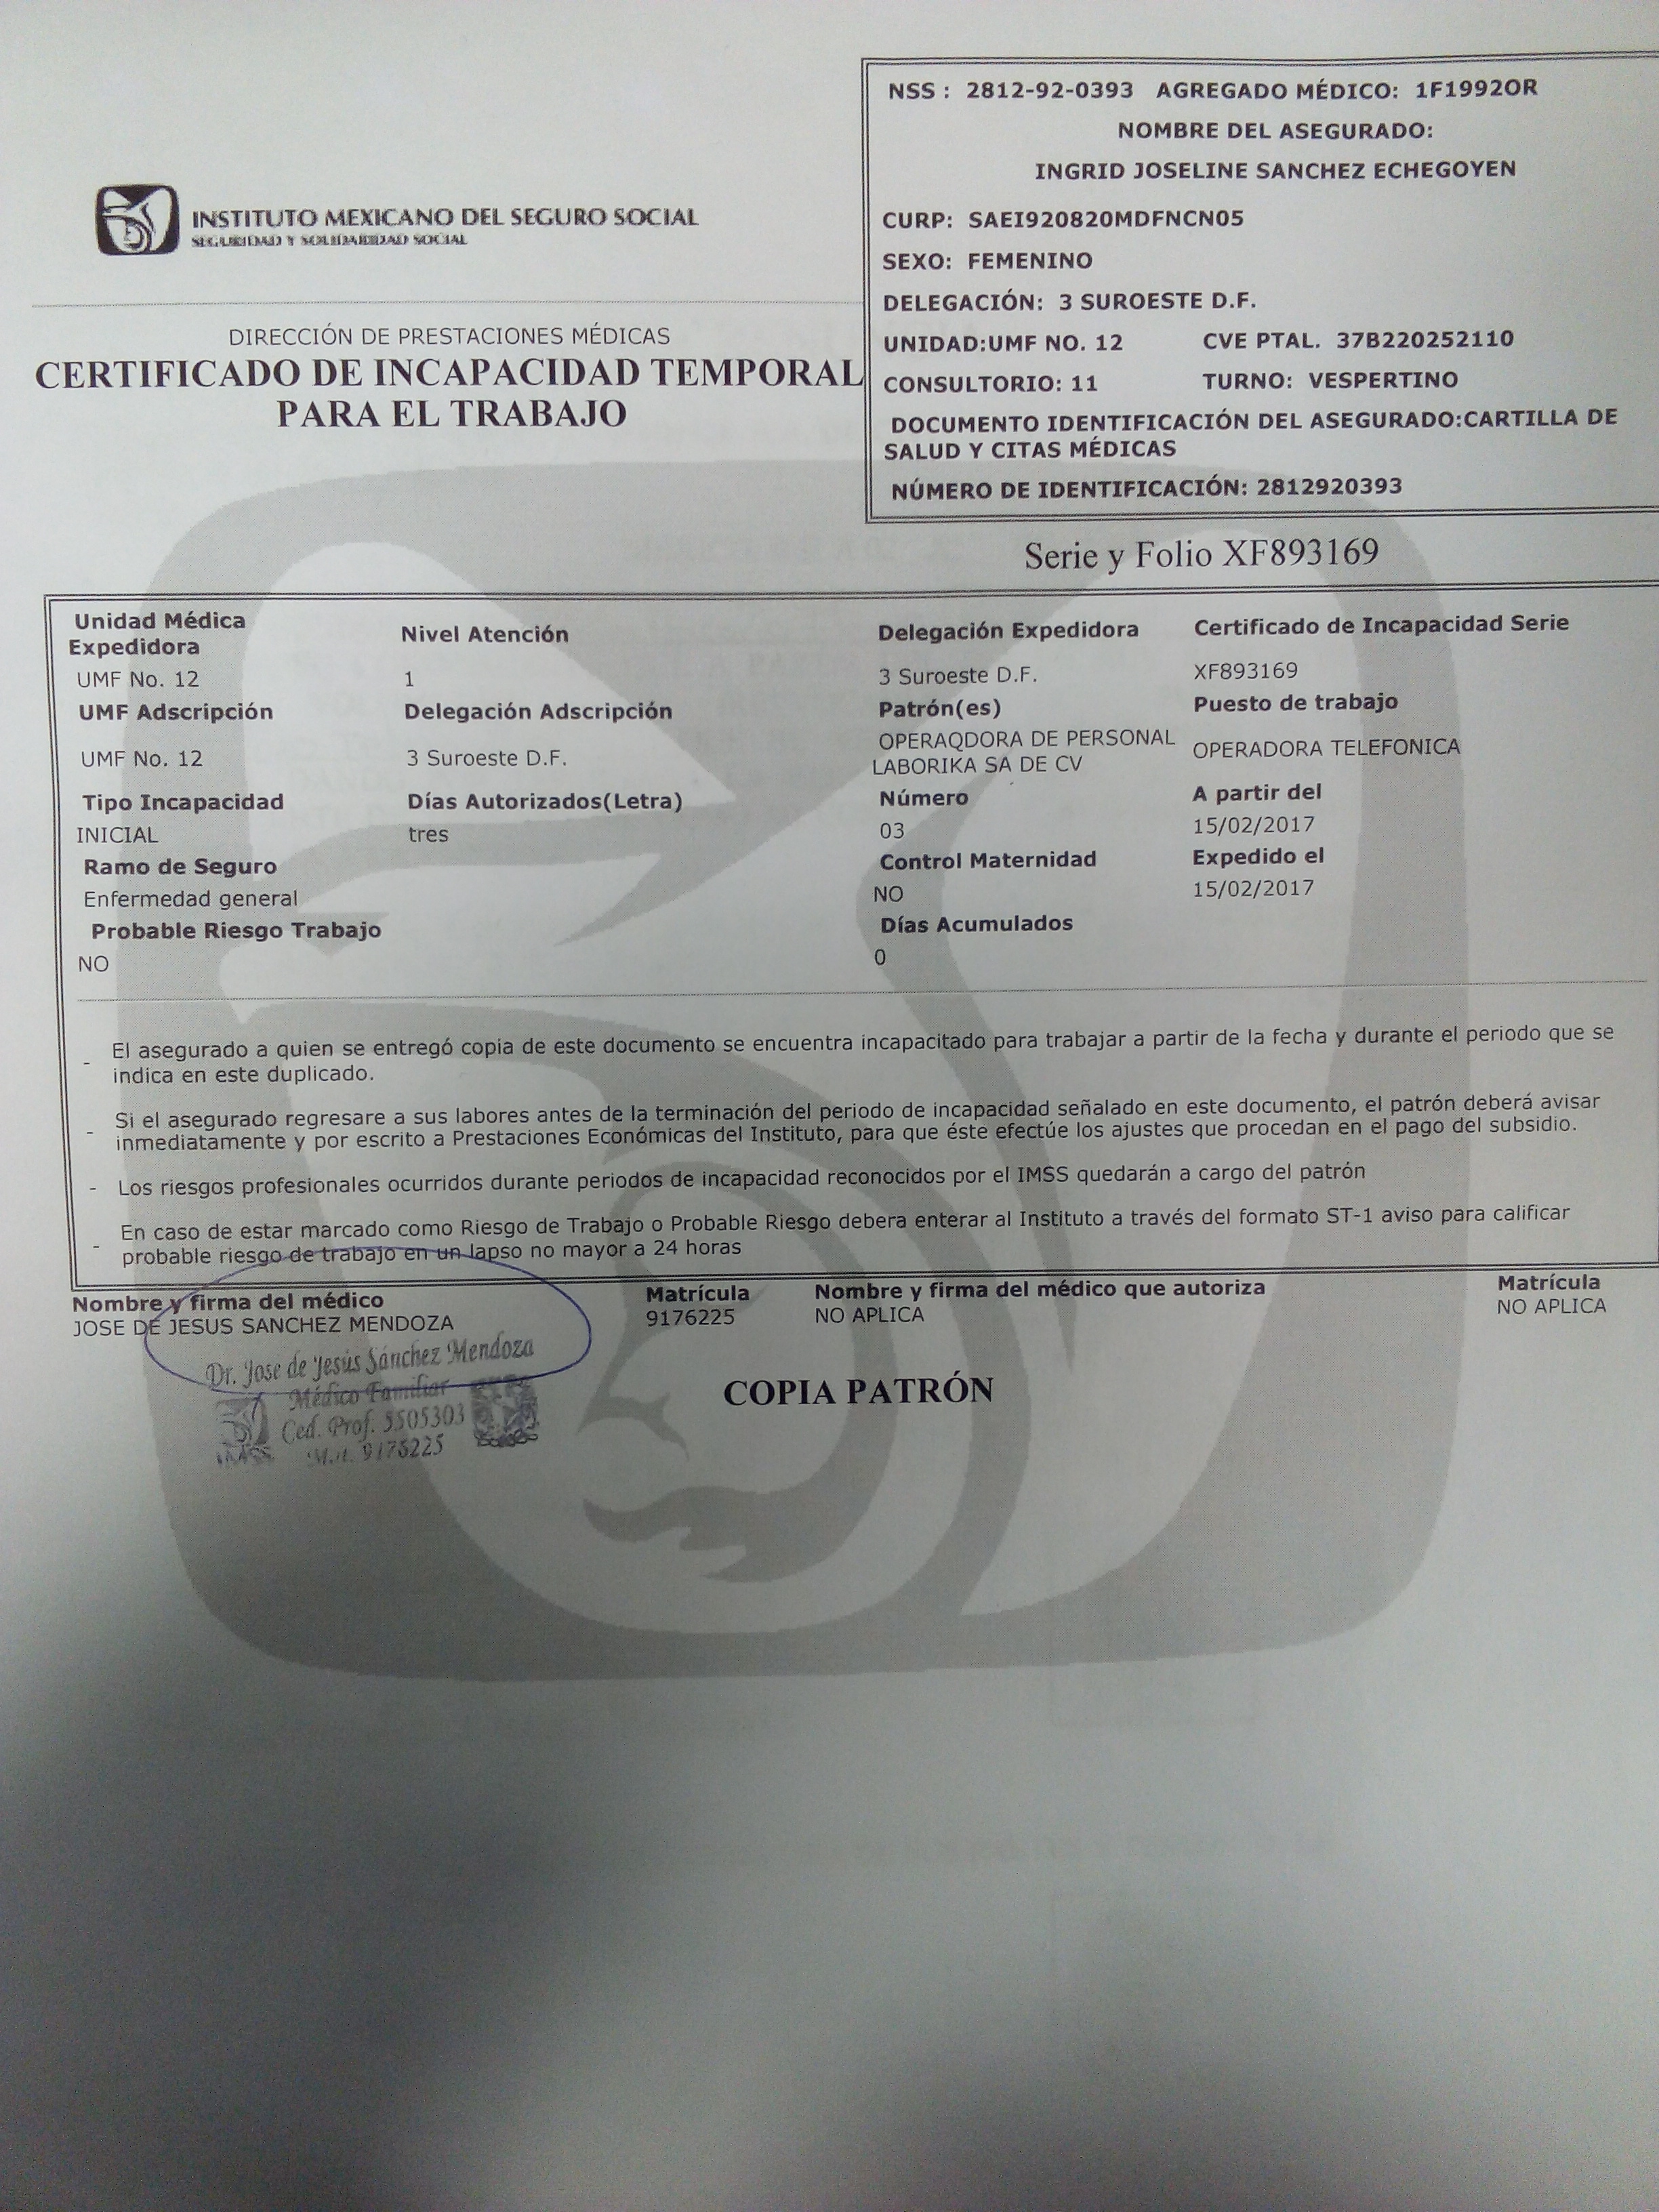 NSS : 2812-92-0393 AGREGADO MÉDICO: 1F1992OR
NOMBRE DEL ASEGURADO:
INGRID JOSELINE SANCHEZ ECHEGOYEN
CURP: SAEI920820MDFNCN05
SEXO: FEMENINO
DELEGACIÓN: 3 SUROESTE D.F.
UNIDAD:UMF NO. 12 CVE PTAL. 37B220252110
CONSULTORIO: 11 TURNO: VESPERTINO
DOCUMENTO IDENTIFICACIÓN DEL ASEGURADO:CARTILLA DE
SALUD Y CITAS MÉDICAS
NÚMERO DE IDENTIFICACIÓN: 2812920393
INSTITUTO MEXICANO DEL SEGURO SOCIAL
SEGURIDAD Y SOLIDARIDAD SOCIAL
DIRECCIÓN DE PRESTACIONES MÉDICAS
CERTIFICADO DE INCAPACIDAD TEMPORAL
PARA EL TRABAJO
Serie y Folio XF893169
Unidad Médica
Expedidora Nivel Atención Delegación Expedidora Certificado de Incapacidad Serie
UMF No. 12 1 3 Suroeste D.F. XF893169
UMF Adscripción Delegación Adscripción Patrón(es) Puesto de trabajo
UMF No. 12 3 Suroeste D.F. OPERAQDORA DE PERSONAL OPERADORA TELEFONICA
LABORIKA SA DE CV
Tipo Incapacidad Días Autorizados(Letra) Número A partir del
INICIAL tres 03 15/02/2017
Ramo de Seguro Control Maternidad Expedido el
Enfermedad general NO 15/02/2017
Probable Riesgo Trabajo Días Acumulados
NO 0
- El asegurado a quien se entregó copia de este documento se encuentra incapacitado para trabajar a partir de la fecha y durante el periodo que se
indica en este duplicado.
- Si el asegurado regresare a sus labores antes de la terminación del periodo de incapacidad señalado en este documento, el patrón deberá avisar
inmediatamente y por escrito a Prestaciones Económicas del Instituto, para que éste efectúe los ajustes que procedan en el pago del subsidio.
- Los riesgos profesionales ocurridos durante periodos de incapacidad reconocidos por el IMSS quedarán a cargo del patrón
- En caso de estar marcado como Riesgo de Trabajo o Probable Riesgo debera enterar al Instituto a través del formato ST-1 aviso para calificar
probable riesgo de trabajo en un lapso no mayor a 24 horas
Nombre y firma del médico Matrícula Nombre y firma del médico que autoriza Matrícula
JOSE DE JESUS SANCHEZ MENDOZA 9176225 NO APLICA NO APLICA
Dr. Jose de Jesús Sánchez Mendoza
Médico Familiar
Ced. Prof. 5505303
Mat. 9176225
COPIA PATRÓN